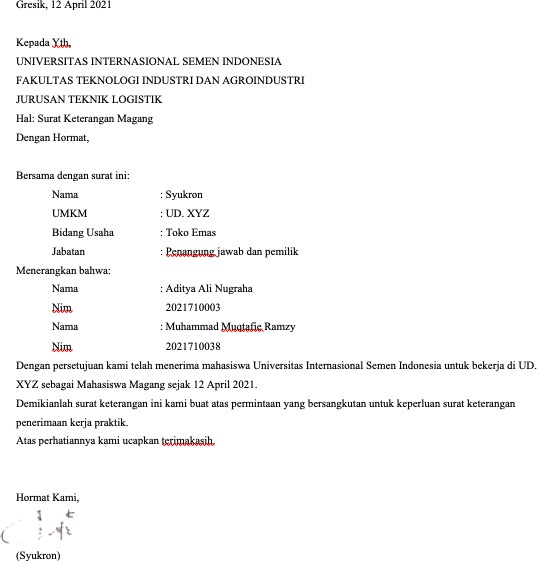 Gresik, 12 April 2021
Kepada Yth,
UNIVERSITAS INTERNASIONAL SEMEN INDONESIA
FAKULTAS TEKNOLOGI INDUSTRI DAN AGROINDUSTRI
JURUSAN TEKNIK LOGISTIK
Hal: Surat Keterangan Magang
Dengan Hormat,
Bersama dengan surat ini:
Nama : Syukron
UMKM : UD. XYZ
Bidang Usaha : Toko Emas
Jabatan : Penangung jawab dan pemilik
Menerangkan bahwa:
Nama : Aditya Ali Nugraha
Nim 2021710003
Nama : Muhammad Muqtafie Ramzy
Nim 2021710038
Dengan persetujuan kami telah menerima mahasiswa Universitas Internasional Semen Indonesia untuk bekerja di UD.
XYZ sebagai Mahasiswa Magang sejak 12 April 2021.
Demikianlah surat keterangan ini kami buat atas permintaan yang bersangkutan untuk keperluan surat keterangan
penerimaan kerja praktik.
Atas perhatiannya kami ucapkan terimakasih.
Hormat Kami,
(Syukron)